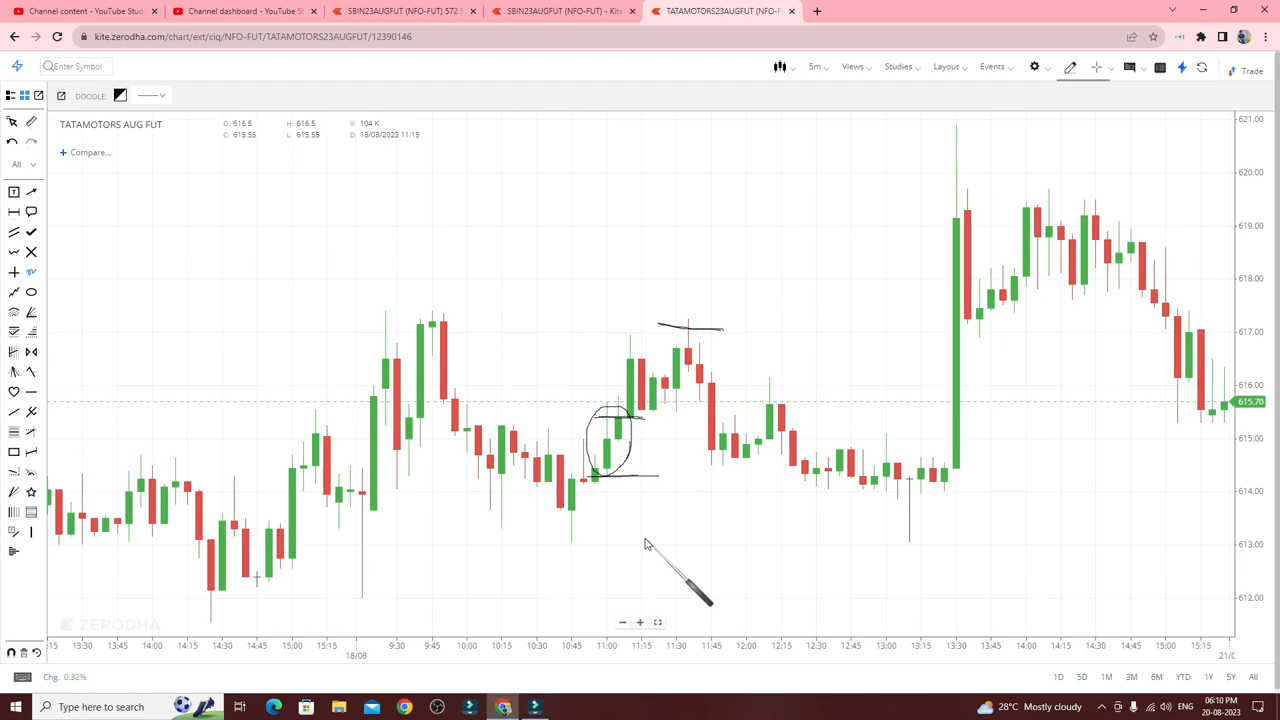 Channel content - YouTube Studi
Channel dashboard - YouTube St
SBIN23AUGFUT (NFO-FUT) 572.5
SBIN23AUGFUT (NFO-FUT) - Kite
TATAMOTORS23AUGFUT (NFO-F
kite.zerodha.com/chart/ext/ciq/NFO-FUT/TATAMOTORS23AUGFUT/12390146
Enter Symbol
5m
Views
Studies
Layout
Events
Trade
DOODLE:
TATAMOTORS AUG FUT
O: 616.5 H: 616.5 V: 104 K
C: 615.55 L: 615.55 D: 18/08/2023 11:15
+ Compare...
All
621.00
620.00
619.00
618.00
617.00
616.00
615.70
615.00
614.00
613.00
612.00
ZERODHA
:15 13:30 13:45 14:00 14:15 14:30 14:45 15:00 15:15 9:30 9:45 10:00 10:15 10:30 10:45 11:00 11:15 11:30 11:45 12:00 12:15 12:30 12:45 13:00 13:15 13:30 13:45 14:00 14:15 14:30 14:45 15:00 15:15
18/08 21/0
Chg. 0.32%
1D 5D 1M 3M 6M YTD 1Y 5Y All
Type here to search
28°C Mostly cloudy
06:10 PM
20-08-2023